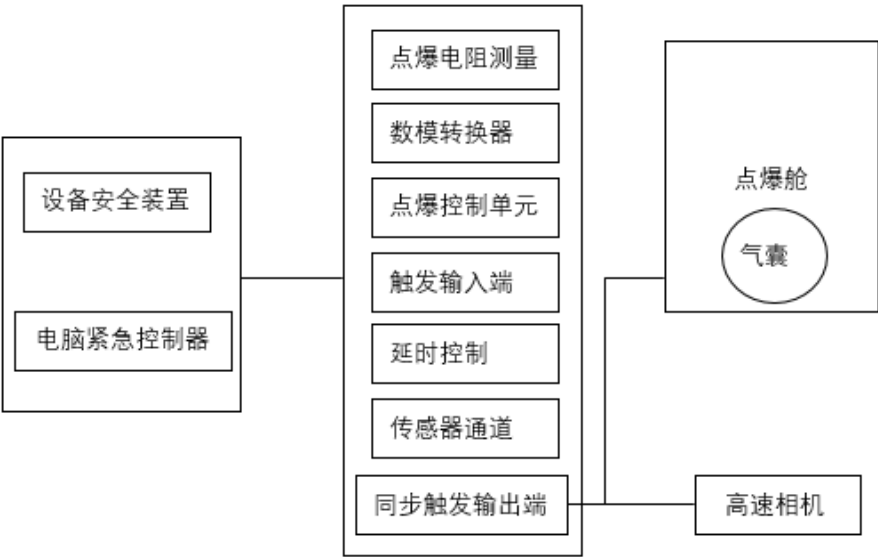 设备安全装置
电脑紧急控制器
点爆电阻测量
数模转换器
点爆控制单元
触发输入端
延时控制
传感器通道
同步触发输出端
点爆舱
气囊
高速相机